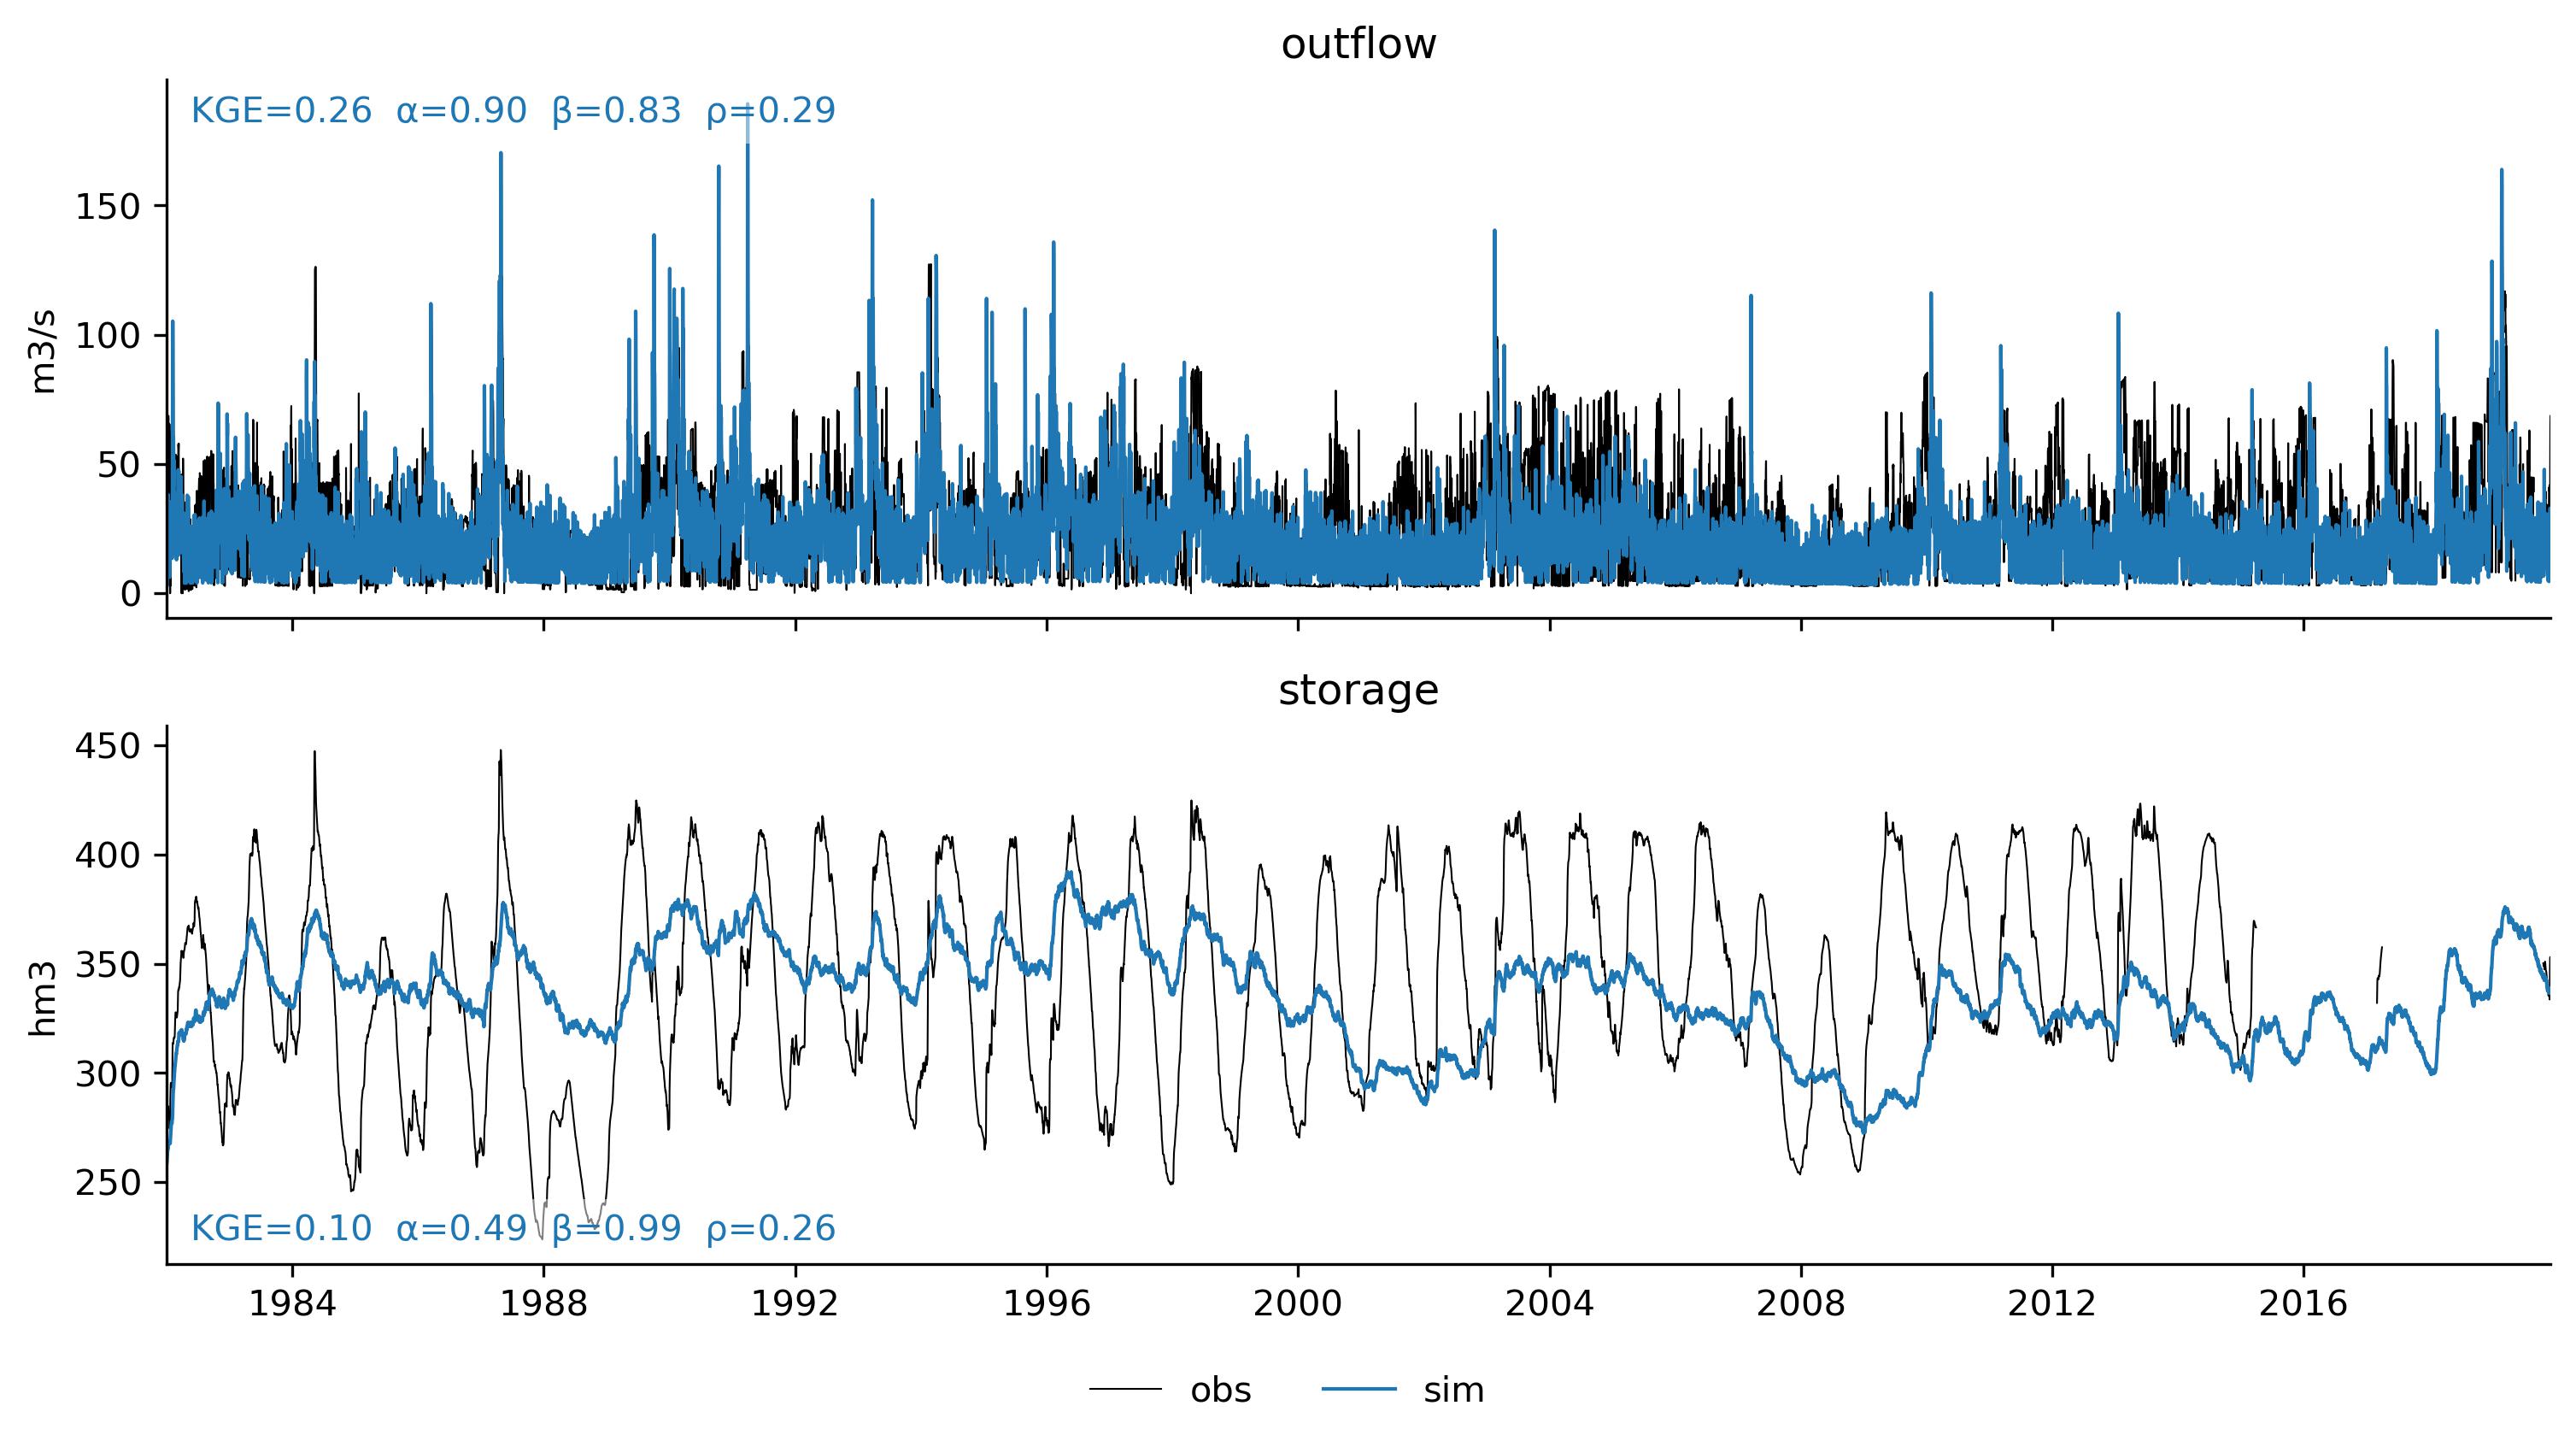 outflow
KGE=0.26 α=0.90 β=0.83 ρ=0.29
m3/s
150
100
50
0
storage
hm3
450
400
350
300
250
KGE=0.10 α=0.49 β=0.99 ρ=0.26
1984 1988 1992 1996 2000 2004 2008 2012 2016
obs sim